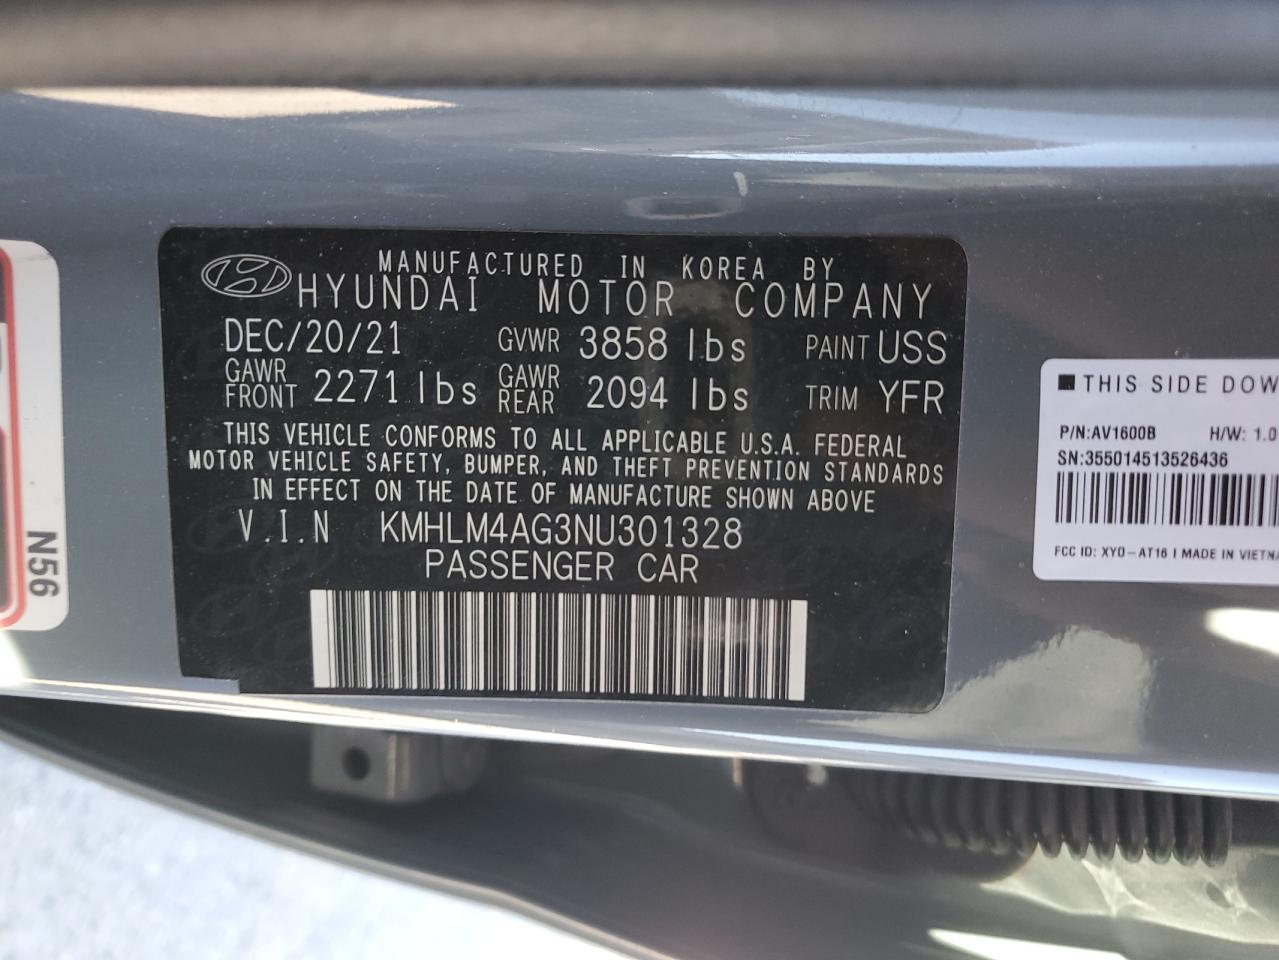 MANUFACTURED IN KOREA BY
HYUNDAI MOTOR COMPANY
DEC/20/21 GVWR 3858 lbs PAINT USS
GAWR FRONT 2271 lbs GAWR REAR 2094 lbs TRIM YFR
THIS VEHICLE CONFORMS TO ALL APPLICABLE U.S.A. FEDERAL
MOTOR VEHICLE SAFETY, BUMPER, AND THEFT PREVENTION STANDARDS
IN EFFECT ON THE DATE OF MANUFACTURE SHOWN ABOVE
V.I.N KMHLM4AG3NU301328
PASSENGER CAR
N56
THIS SIDE DOW
P/N:AV1600B H/W: 1.0
SN:355014513526436
FCC ID: XYO-AT16 I MADE IN VIETNA